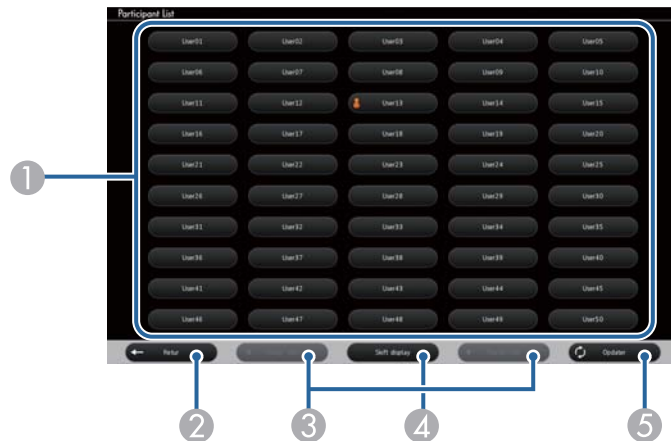 Participant List
User01 User02 User03 User04 User05
User06 User07 User08 User09 User10
User11 User12 User13 User14 User15
User16 User17 User18 User19 User20
User21 User22 User23 User24 User25
User26 User27 User28 User29 User30
User31 User32 User33 User34 User35
User36 User37 User38 User39 User40
User41 User42 User43 User44 User45
User46 User47 User48 User49 User50
Retur Swift display Updater
1
2 3 4 5